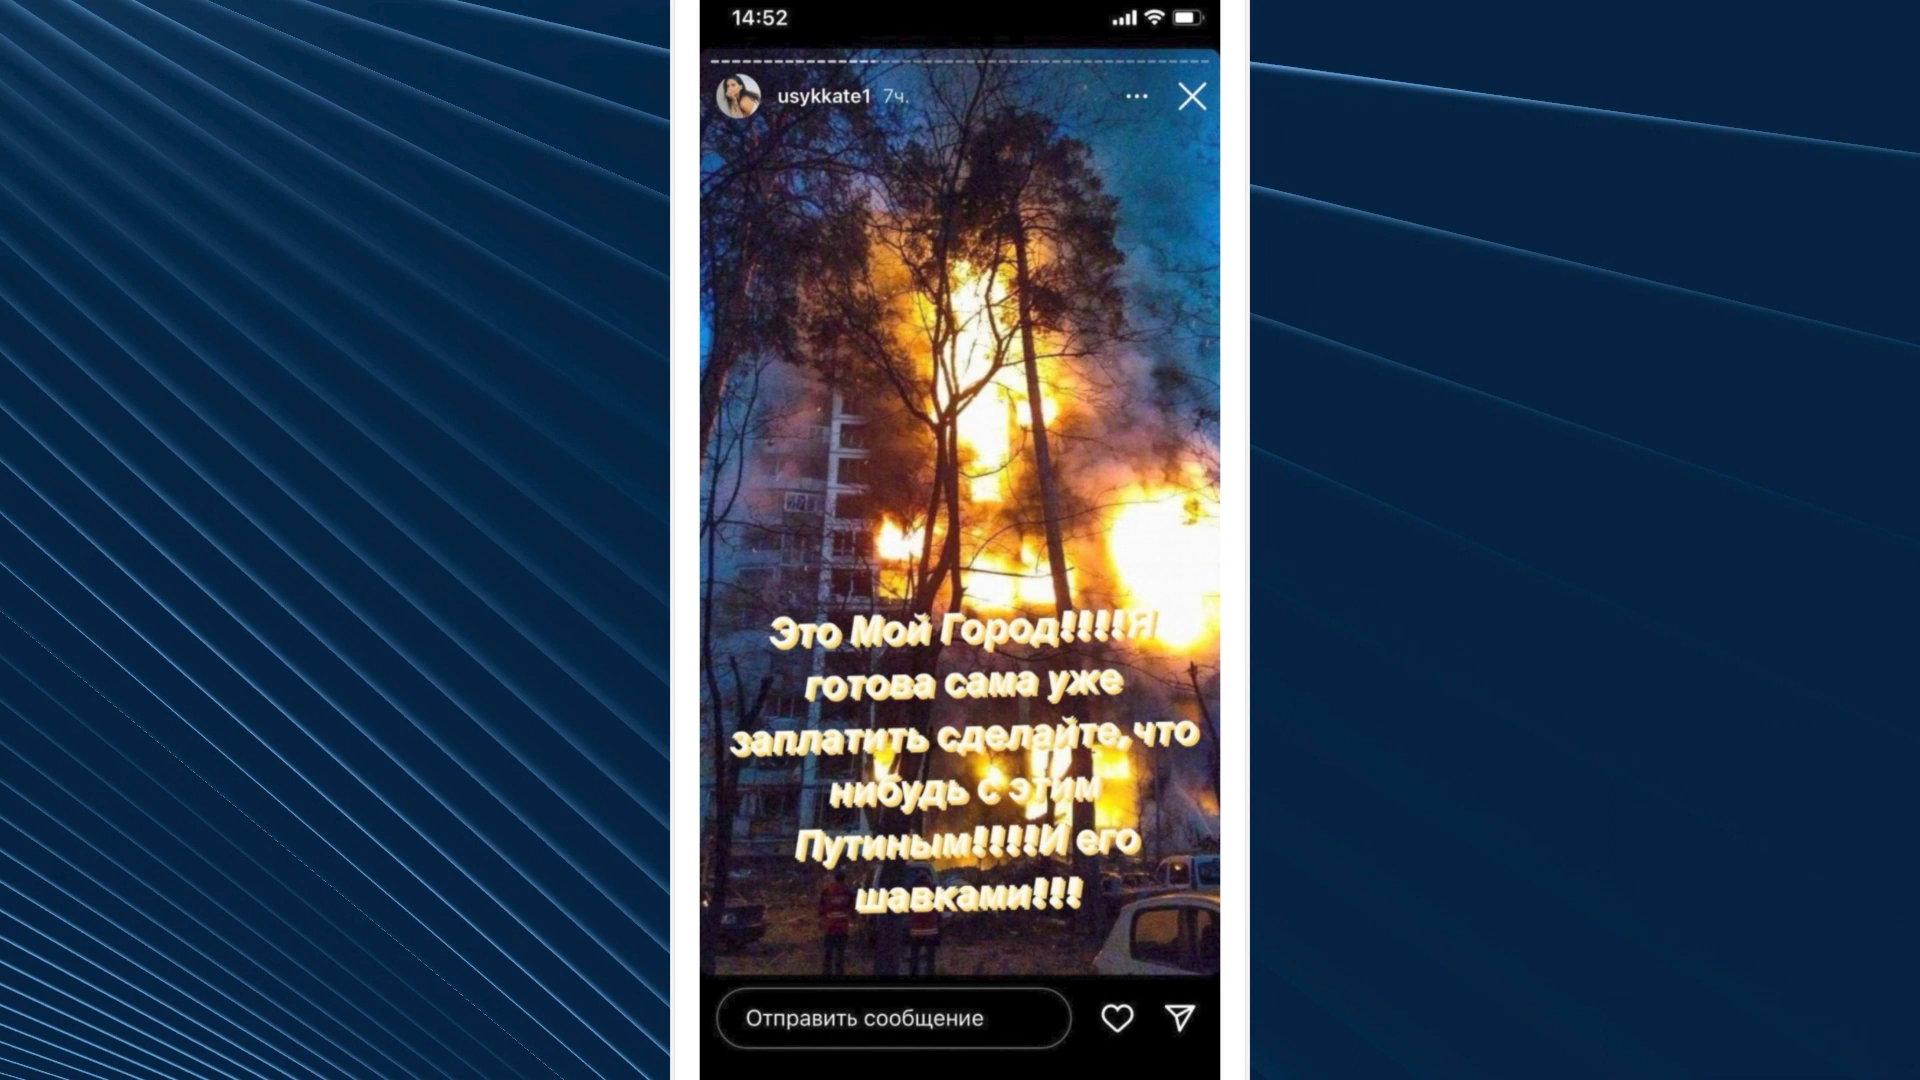 14:52
usykkate1 7ч.
Это Мой Город!!!!Я
готова сама уже
заплатить сделайте,что
нибудь с этим
Путиным!!!!И его
шавками!!!
Отправить сообщение